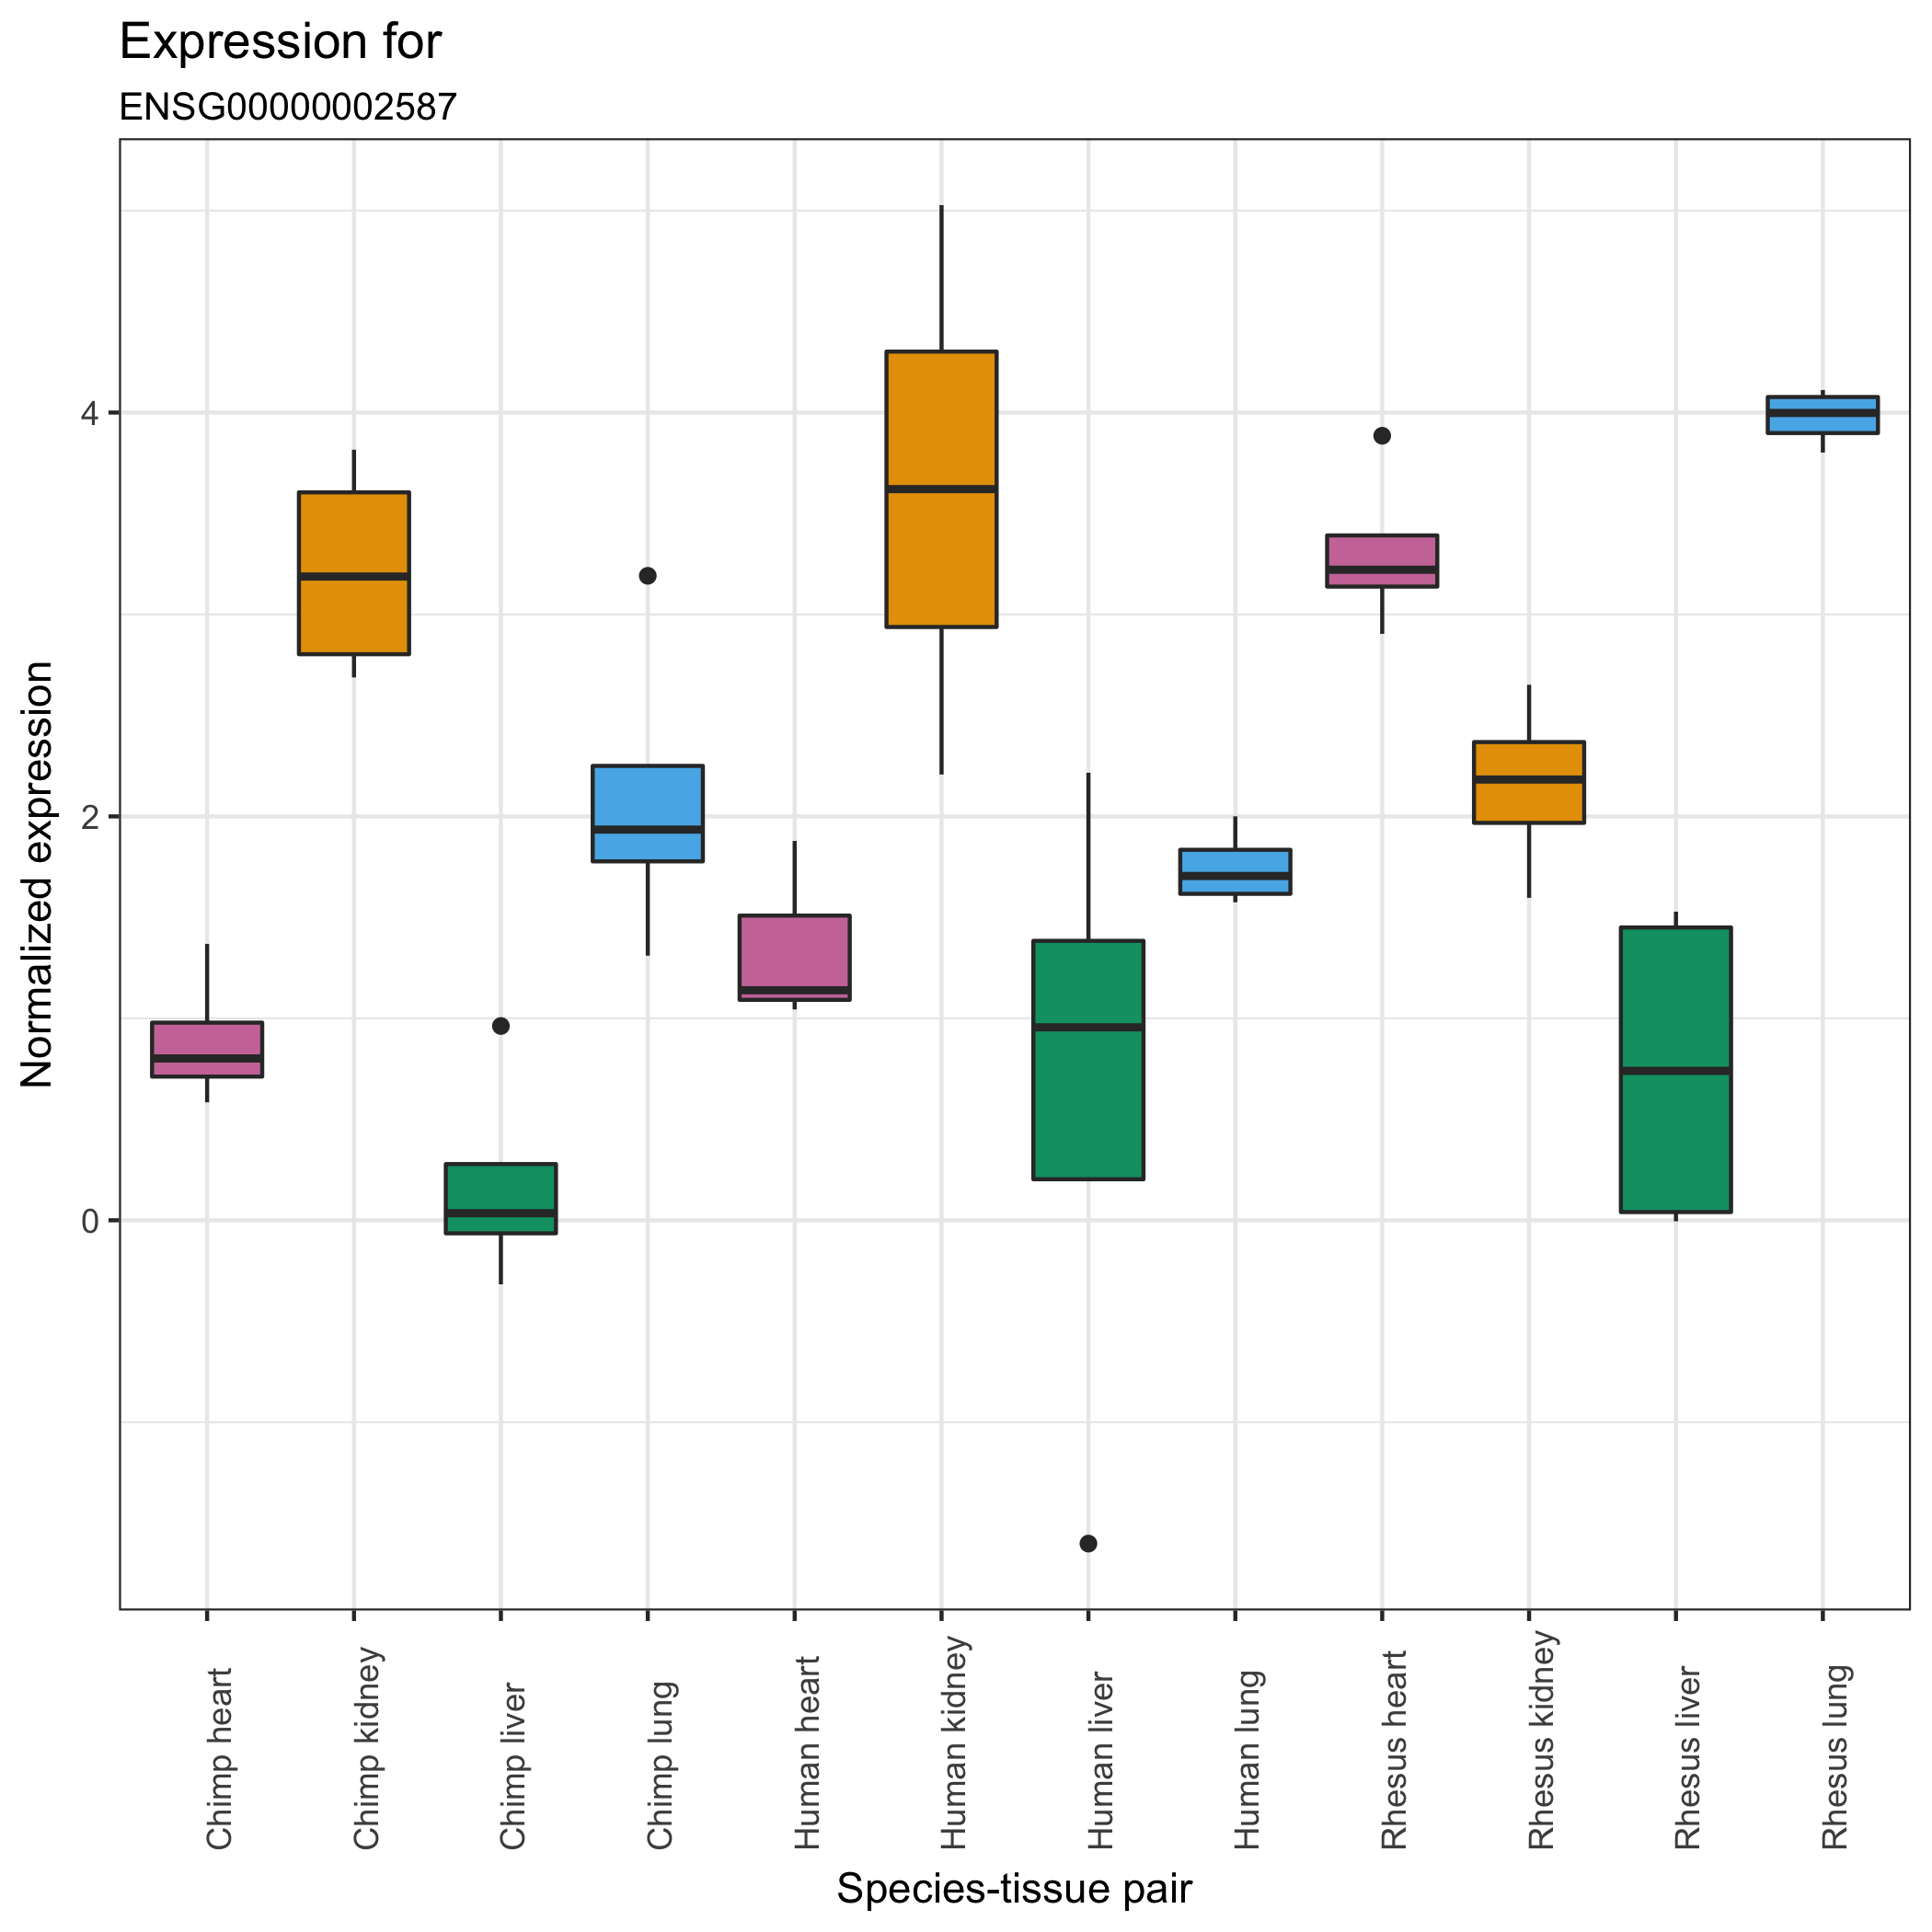 Expression for
ENSG00000002587
Normalized expression
4
2
0
Chimp heart
Chimp kidney
Chimp liver
Chimp lung
Human heart
Human kidney
Human liver
Human lung
Rhesus heart
Rhesus kidney
Rhesus liver
Rhesus lung
Species-tissue pair